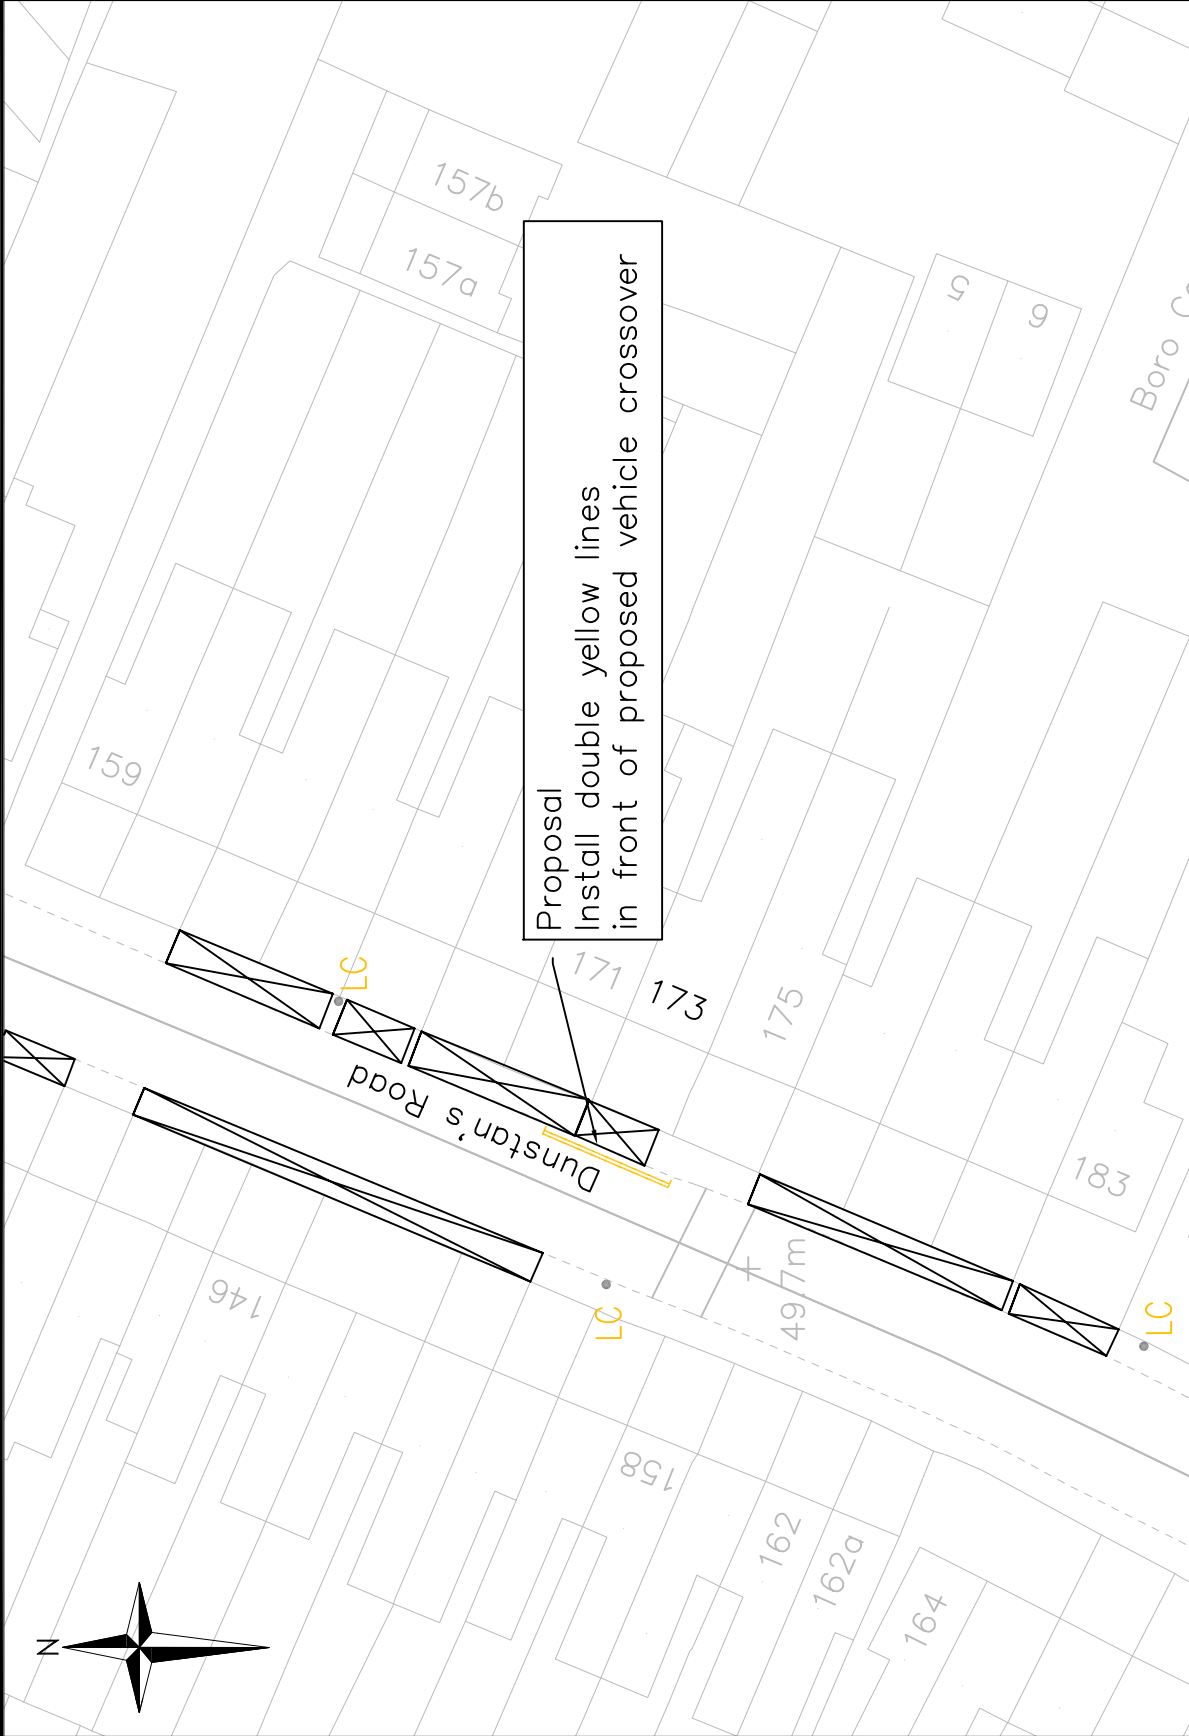 Proposal
Install double yellow lines
in front of proposed vehicle crossover
157b
157a
5
6
Boro
159
LC
171
173
175
Dunstan's Road
183
146
LC
49.7m
LC
158
162
162a
164
N